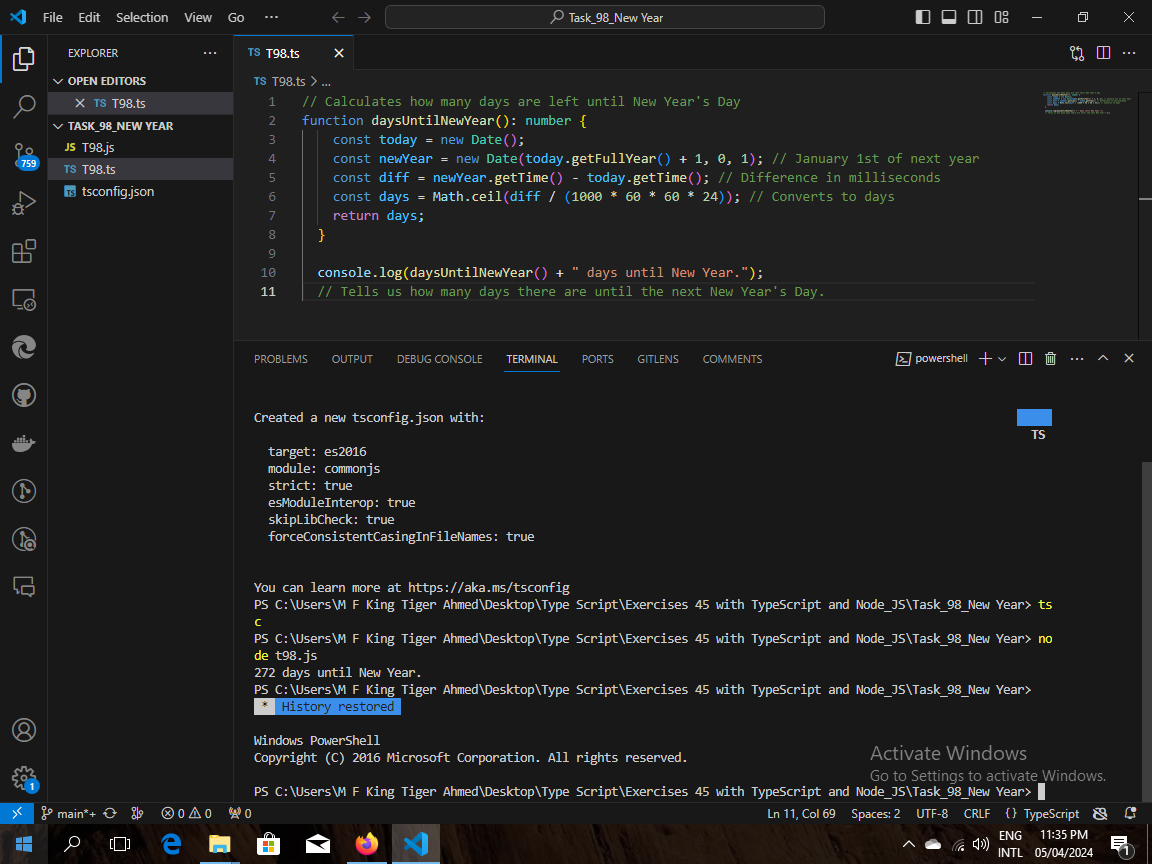 File Edit Selection View Go ··· Task_98_New Year
EXPLORER ···
OPEN EDITORS
TS T98.ts
TASK_98_NEW YEAR
JS T98.js
TS T98.ts
tsconfig.json
759
1
TS T98.ts
TS T98.ts > ...
1 // Calculates how many days are left until New Year's Day
2 function daysUntilNewYear(): number {
3 const today = new Date();
4 const newYear = new Date(today.getFullYear() + 1, 0, 1); // January 1st of next year
5 const diff = newYear.getTime() - today.getTime(); // Difference in milliseconds
6 const days = Math.ceil(diff / (1000 * 60 * 60 * 24)); // Converts to days
7 return days;
8 }
9
10 console.log(daysUntilNewYear() + " days until New Year.");
11 // Tells us how many days there are until the next New Year's Day.
PROBLEMS OUTPUT DEBUG CONSOLE TERMINAL PORTS GITLENS COMMENTS powershell
Created a new tsconfig.json with:
TS
target: es2016
module: commonjs
strict: true
esModuleInterop: true
skipLibCheck: true
forceConsistentCasingInFileNames: true
You can learn more at https://aka.ms/tsconfig
PS C:\Users\M F King Tiger Ahmed\Desktop\Type Script\Exercises 45 with TypeScript and Node_JS\Task_98_New Year> ts
c
PS C:\Users\M F King Tiger Ahmed\Desktop\Type Script\Exercises 45 with TypeScript and Node_JS\Task_98_New Year> no
de t98.js
272 days until New Year.
PS C:\Users\M F King Tiger Ahmed\Desktop\Type Script\Exercises 45 with TypeScript and Node_JS\Task_98_New Year>
* History restored
Windows PowerShell
Copyright (C) 2016 Microsoft Corporation. All rights reserved.
PS C:\Users\M F King Tiger Ahmed\Desktop\Type Script\Exercises 45 with TypeScript and Node_JS\Task_98_New Year>
Activate Windows
Go to Settings to activate Windows.
main*+ 0 0 0 Ln 11, Col 69 Spaces: 2 UTF-8 CRLF {} TypeScript
ENG 11:35 PM
INTL 05/04/2024 1